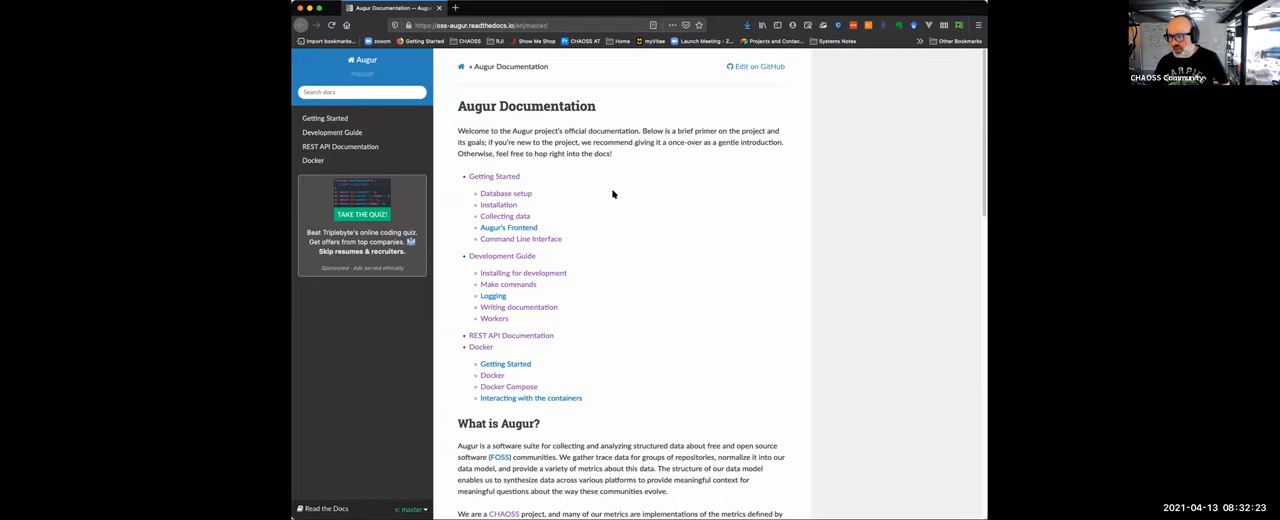 Augur Documentation — Augur
https://oss-augur.readthedocs.io/en/master/
Import bookmarks...
zooom
Getting Started
CHAOSS
RJI
Show Me Shop
CHAOSS AT
Home
myVitae
Launch Meeting - Z...
Projects and Contac...
Systems Notes
Other Bookmarks
Augur
master
Search docs
Getting Started
Development Guide
REST API Documentation
Docker
TAKE THE QUIZ!
Beat Triplebyte's online coding quiz.
Get offers from top companies.
Skip resumes & recruiters.
Sponsored · Ads served ethically
Read the Docs
v: master
» Augur Documentation
Edit on GitHub
Augur Documentation
Welcome to the Augur project's official documentation. Below is a brief primer on the project and
its goals; if you're new to the project, we recommend giving it a once-over as a gentle introduction.
Otherwise, feel free to hop right into the docs!
Getting Started
Database setup
Installation
Collecting data
Augur's Frontend
Command Line Interface
Development Guide
Installing for development
Make commands
Logging
Writing documentation
Workers
REST API Documentation
Docker
Getting Started
Docker
Docker Compose
Interacting with the containers
What is Augur?
Augur is a software suite for collecting and analyzing structured data about free and open source
software (FOSS) communities. We gather trace data for groups of repositories, normalize it into our
data model, and provide a variety of metrics about this data. The structure of our data model
enables us to synthesize data across various platforms to provide meaningful context for
meaningful questions about the way these communities evolve.
We are a CHAOSS project, and many of our metrics are implementations of the metrics defined by
CHAOSS Community
2021-04-13 08:32:23